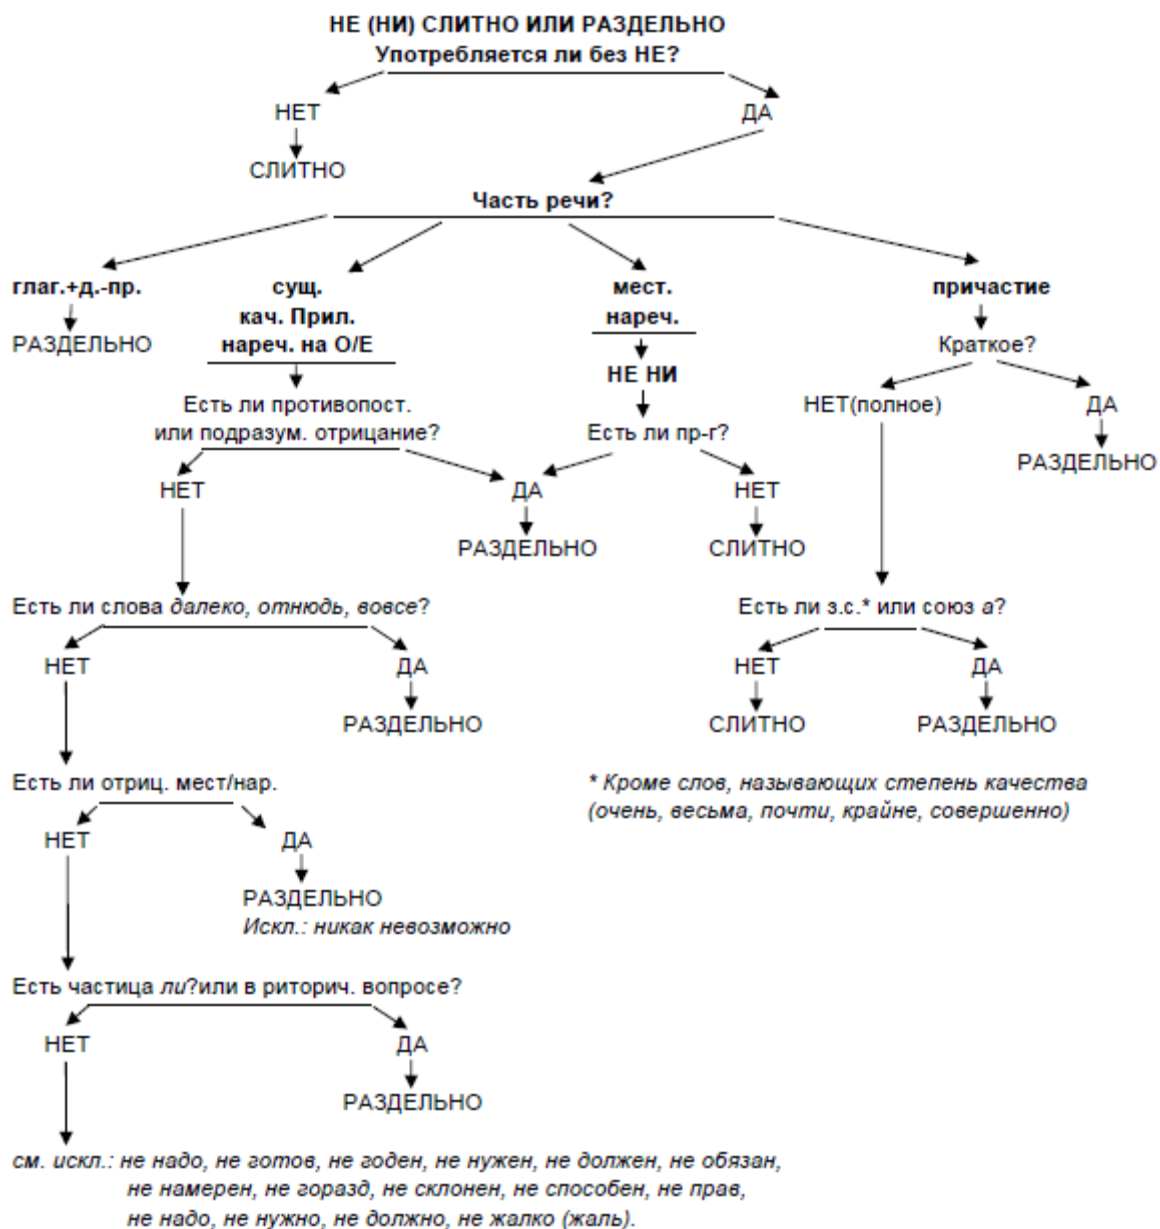 НЕ (НИ) СЛИТНО ИЛИ РАЗДЕЛЬНО
Употребляется ли без НЕ?
НЕТ ДА
СЛИТНО
Часть речи?
глаг.+д.-пр. сущ. мест. причастие
кач. Прил. нареч.
РАЗДЕЛЬНО нареч. на О/Е Краткое?
НЕ НИ
Есть ли противопост. НЕТ(полное) ДА
или подразум. отрицание? Есть ли пр-г?
РАЗДЕЛЬНО
НЕТ ДА НЕТ
РАЗДЕЛЬНО СЛИТНО
Есть ли слова далеко, отнюдь, вовсе? Есть ли з.с.* или союз а?
НЕТ ДА НЕТ ДА
РАЗДЕЛЬНО СЛИТНО РАЗДЕЛЬНО
Есть ли отриц. мест/нар. * Кроме слов, называющих степень качества
(очень, весьма, почти, крайне, совершенно)
НЕТ ДА
РАЗДЕЛЬНО
Искл.: никак невозможно
Есть частица ли?или в риторич. вопросе?
НЕТ ДА
РАЗДЕЛЬНО
см. искл.: не надо, не готов, не годен, не нужен, не должен, не обязан,
не намерен, не горазд, не склонен, не способен, не прав,
не надо, не нужно, не должно, не жалко (жаль).